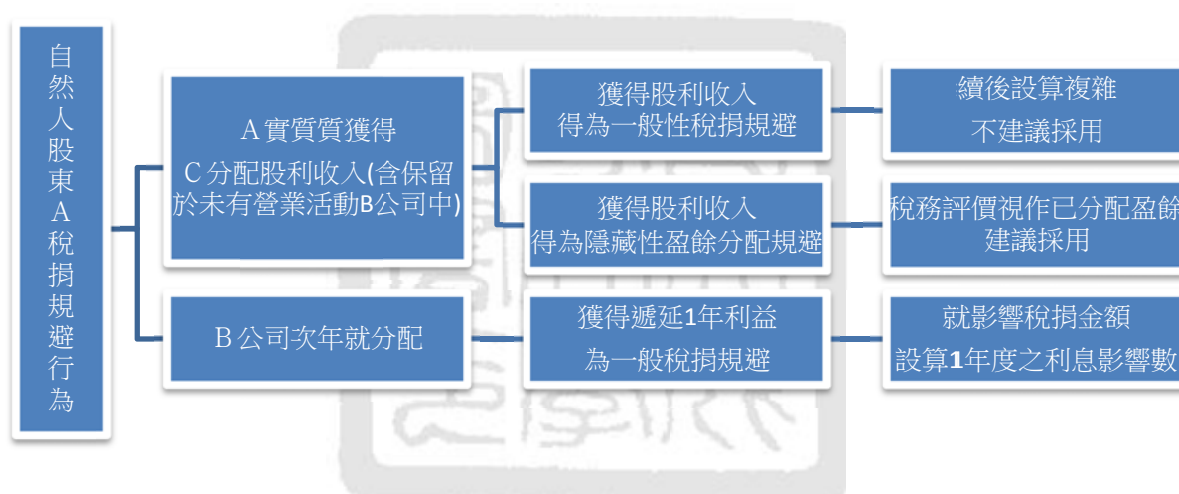 自然人股東A稅捐規避行為
A實質質獲得
C分配股利收入(含保留
於未有營業活動B公司中)
獲得股利收入
得為一般性稅捐規避
續後設算複雜
不建議採用
獲得股利收入
得為隱藏性盈餘分配規避
稅務評價視作已分配盈餘
建議採用
B公司次年就分配
獲得遞延1年利益
為一般稅捐規避
就影響稅捐金額
設算1年度之利息影響數